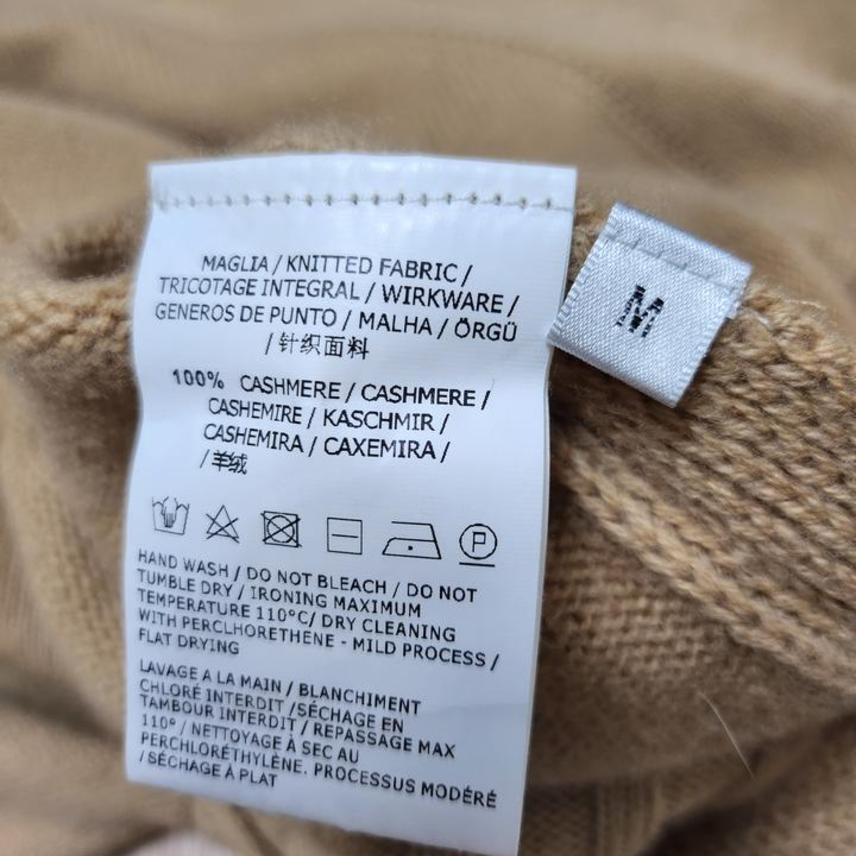 MAGLIA / KNITTED FABRIC /
TRICOTAGE INTEGRAL / WIRKWARE /
GENEROS DE PUNTO / MALHA / ÖRGÜ
/ 针织面料
100% CASHMERE / CASHMERE /
CASHEMIRE / KASCHMIR /
CASHEMIRA / CAXEMIRA /
/ 羊绒
P
HAND WASH / DO NOT BLEACH / DO NOT
TUMBLE DRY / IRONING MAXIMUM
TEMPERATURE 110°C/ DRY CLEANING
WITH PERCLHORETHENE - MILD PROCESS /
FLAT DRYING
LAVAGE A LA MAIN / BLANCHIMENT
CHLORÉ INTERDIT /SÉCHAGE EN
TAMBOUR INTERDIT / REPASSAGE MAX
110° / NETTOYAGE À SEC AU
PERCHLORÉTHYLÈNE. PROCESSUS MODÉRÉ
/SÉCHAGE À PLAT
M